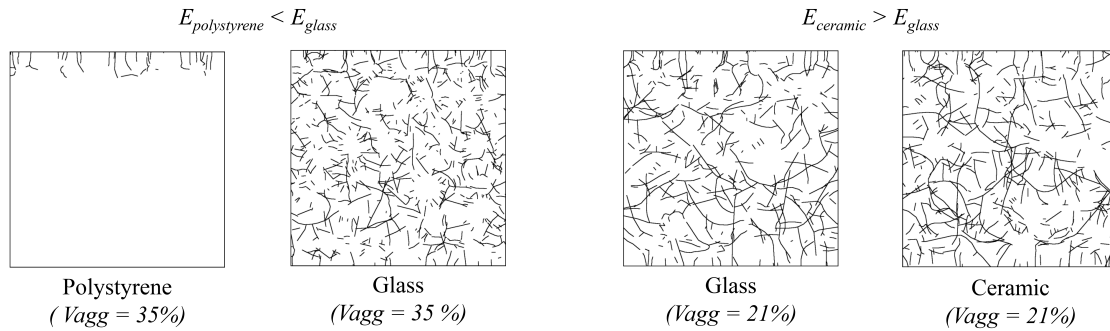 E_polystyrene < E_glass
E_ceramic > E_glass
Polystyrene
( Vagg = 35%)
Glass
(Vagg = 35 %)
Glass
(Vagg = 21%)
Ceramic
(Vagg = 21%)